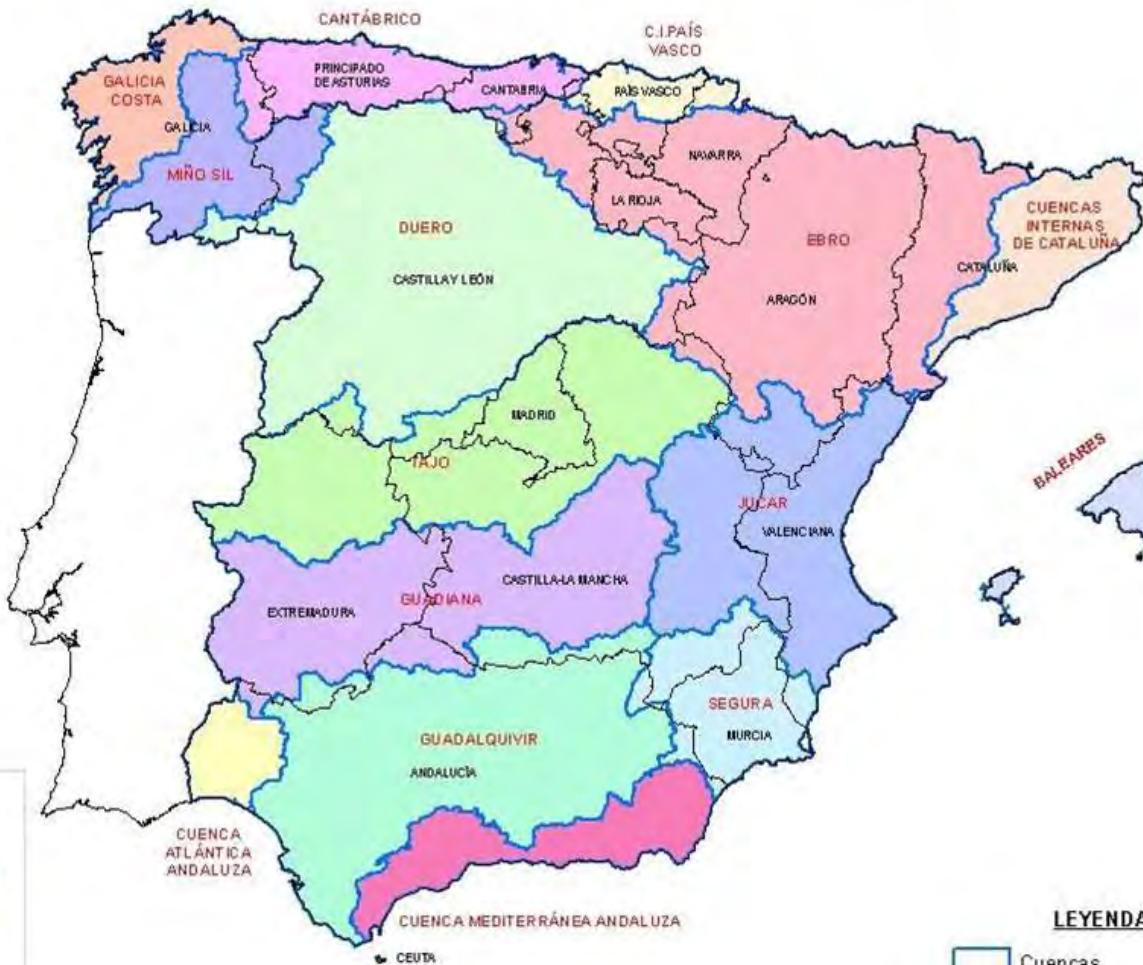 CANTÁBRICO
C.I.PAÍS
VASCO
PRINCIPADO
DE ASTURIAS
CANTABRIA
PAÍS VASCO
GALICIA
COSTA
GALICIA
MIÑO SIL
NAVARRA
LA RIOJA
DUERO
EBRO
CUENCAS
INTERNAS
DE CATALUÑA
CATALUÑA
CASTILLA Y LEÓN
ARAGÓN
MADRID
TAJO
BALEARES
JUCAR
VALENCIANA
CASTILLA-LA MANCHA
EXTREMADURA
GUADIANA
SEGURA
MURCIA
GUADALQUIVIR
ANDALUCÍA
CUENCA
ATLÁNTICA
ANDALUZA
CUENCA MEDITERRÁNEA ANDALUZA
CEUTA
LEYENDA
Cuencas